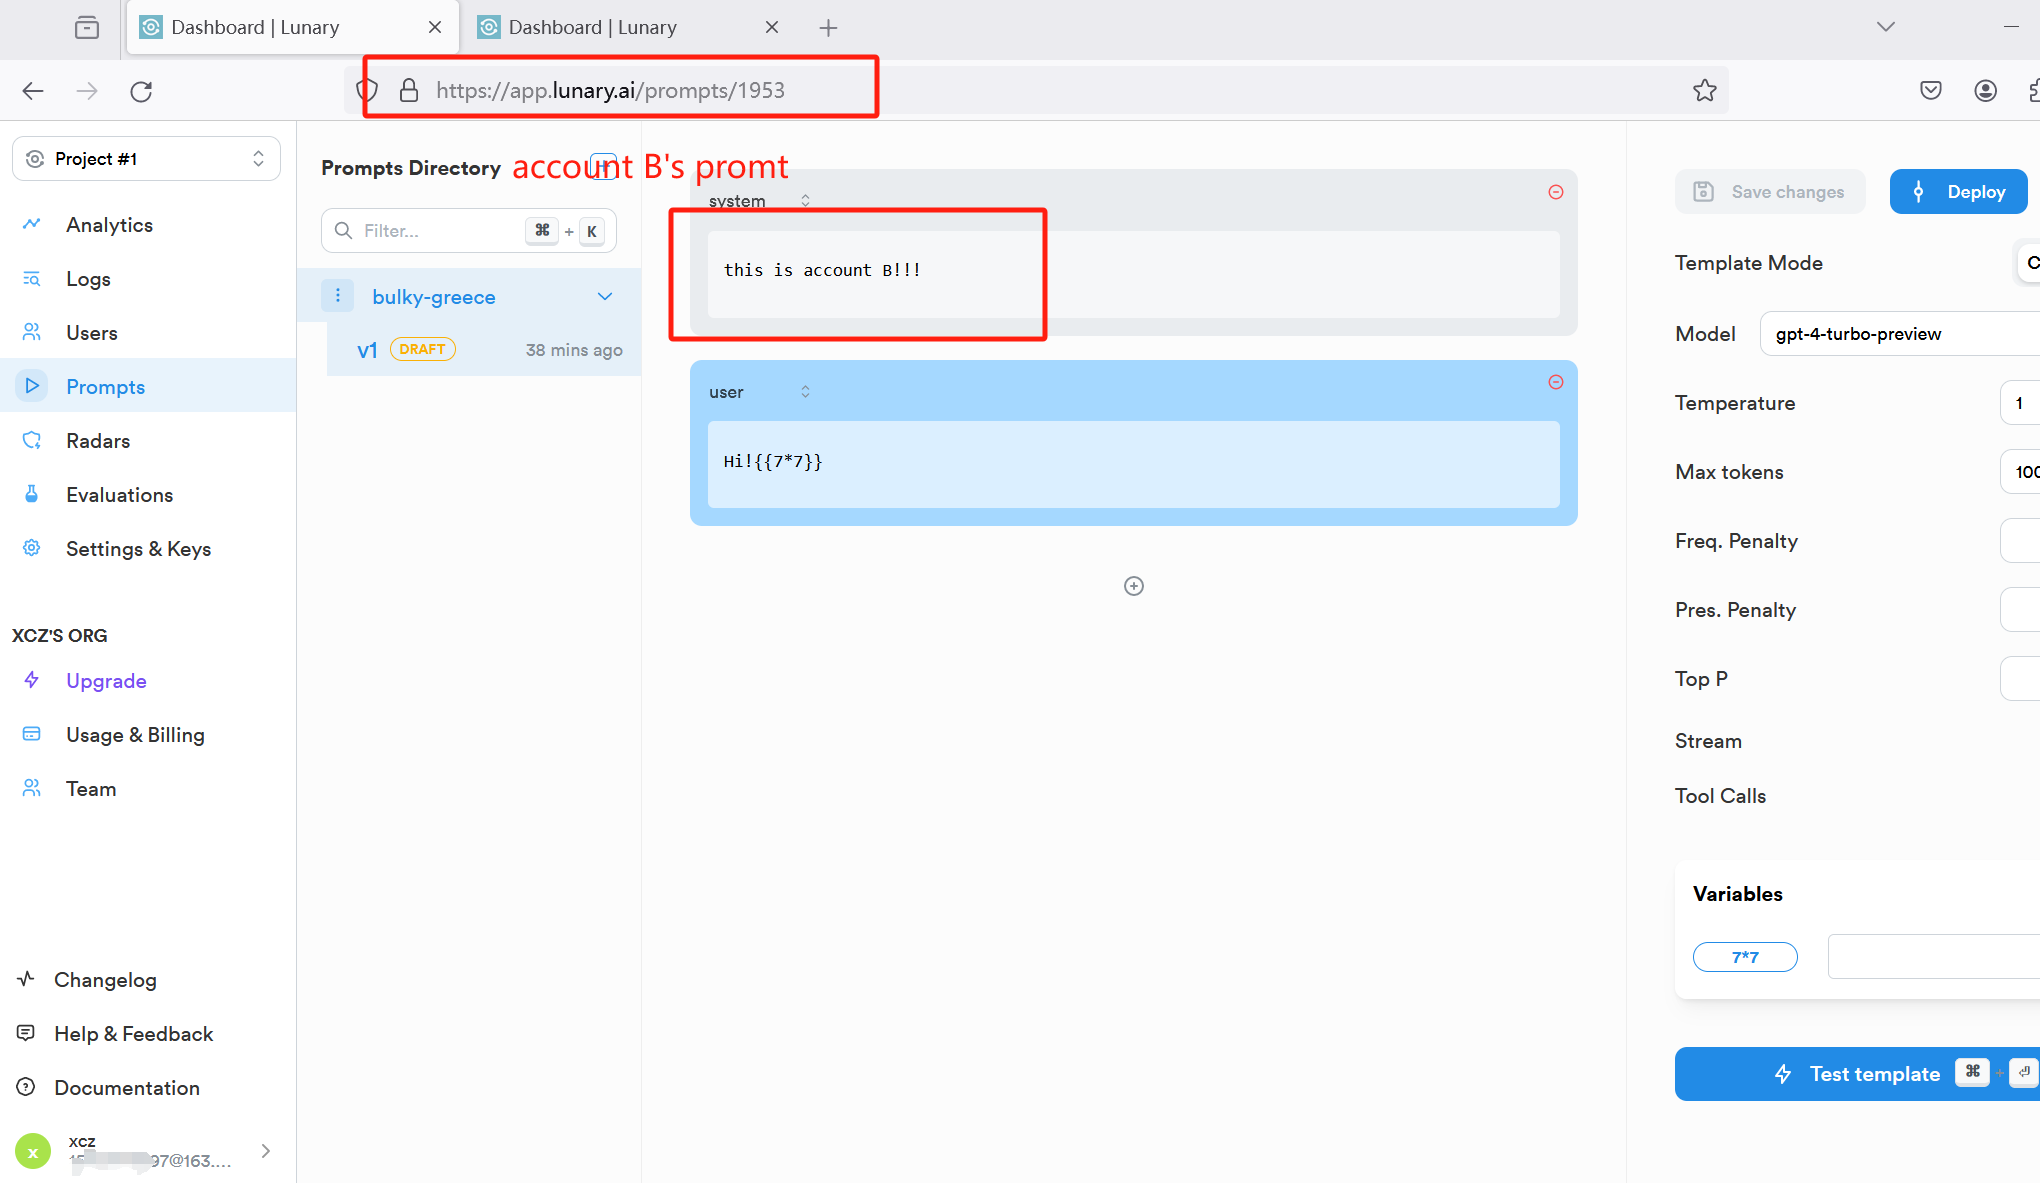 Dashboard | Lunary
Dashboard | Lunary
https://app.lunary.ai/prompts/1953
Project #1
Analytics
Logs
Users
Prompts
Radars
Evaluations
Settings & Keys
XCZ'S ORG
Upgrade
Usage & Billing
Team
Changelog
Help & Feedback
Documentation
x
xcz
97@163....
Prompts Directory
account B's promt
Filter...
⌘ + K
bulky-greece
v1 DRAFT 38 mins ago
system
this is account B!!!
user
Hi!{{7*7}}
Save changes
Deploy
Template Mode
Model gpt-4-turbo-preview
Temperature 1
Max tokens 100
Freq. Penalty
Pres. Penalty
Top P
Stream
Tool Calls
Variables
7*7
Test template ⌘ +